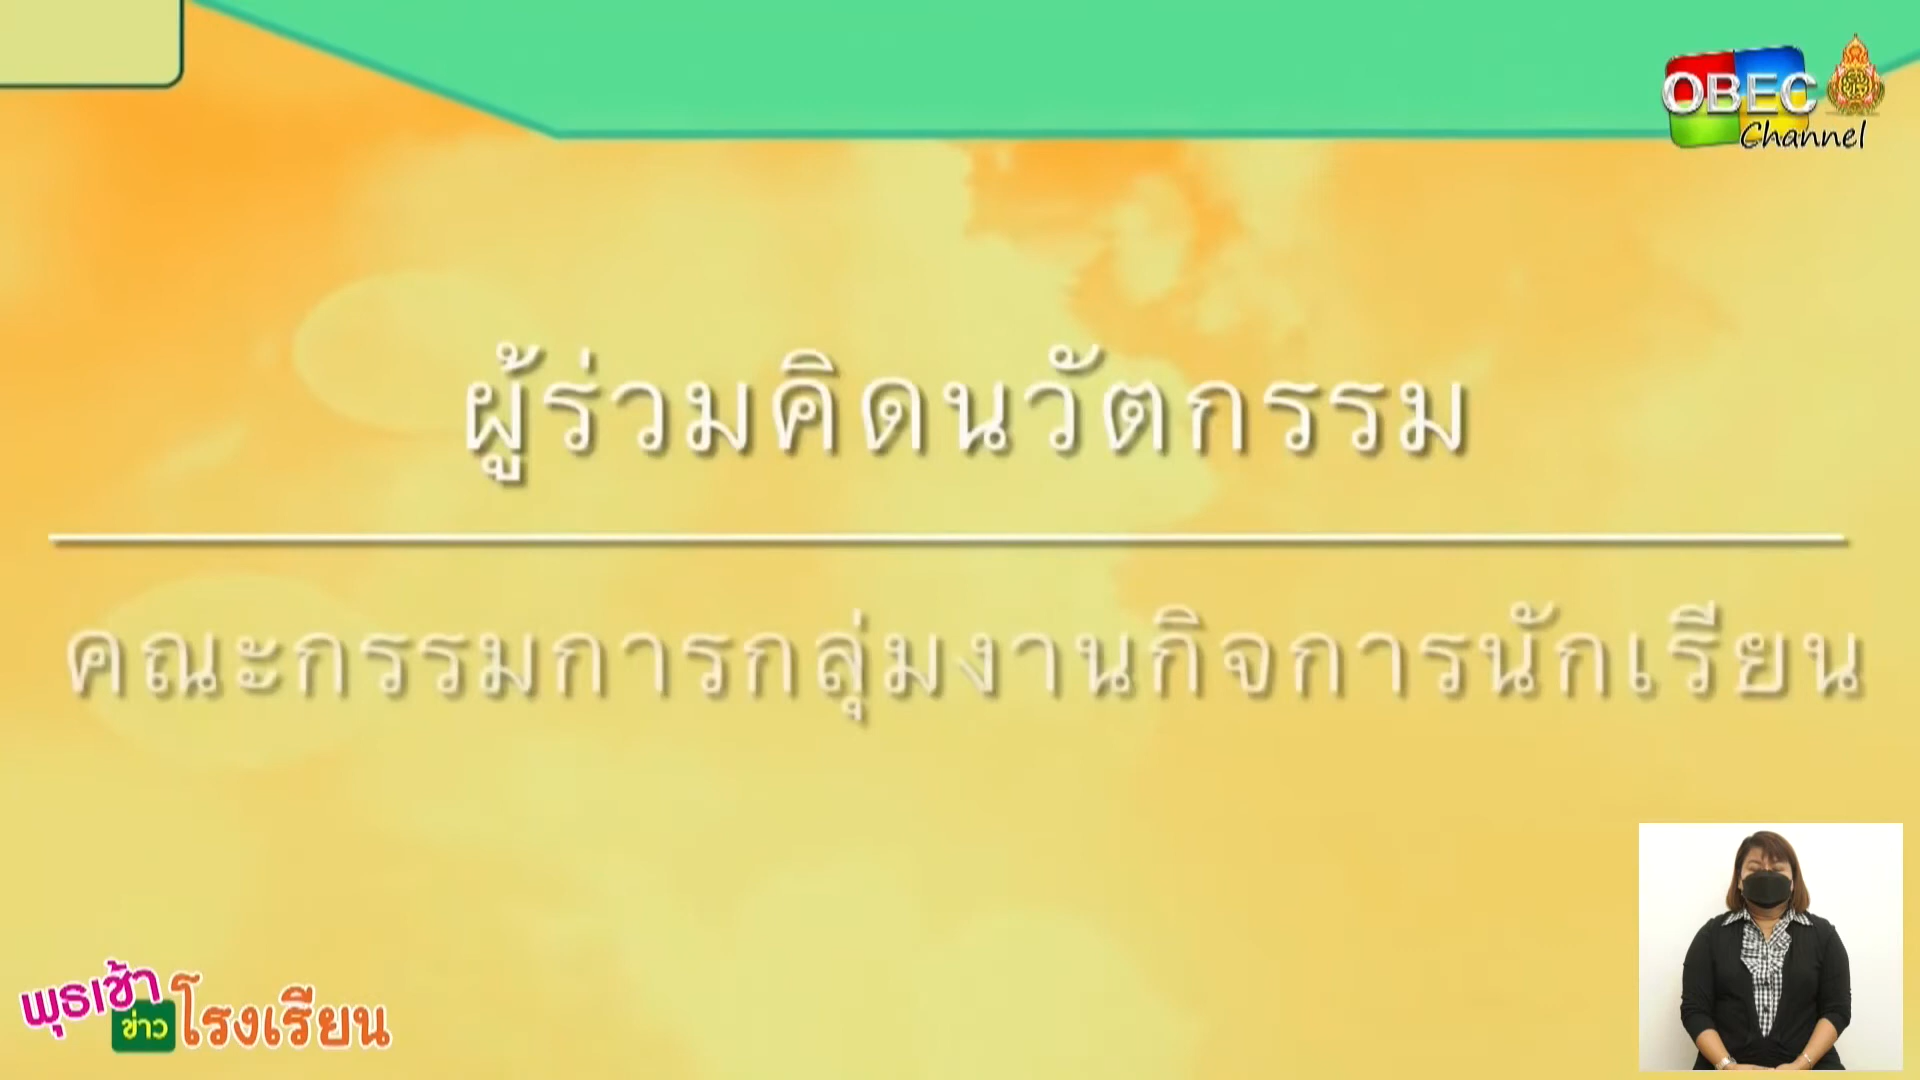 OBEC
Channel
ผู้ร่วมคิดนวัตกรรม
คณะกรรมการกลุ่มงานกิจการนักเรียน
พุธเช้า
ข่าว
โรงเรียน